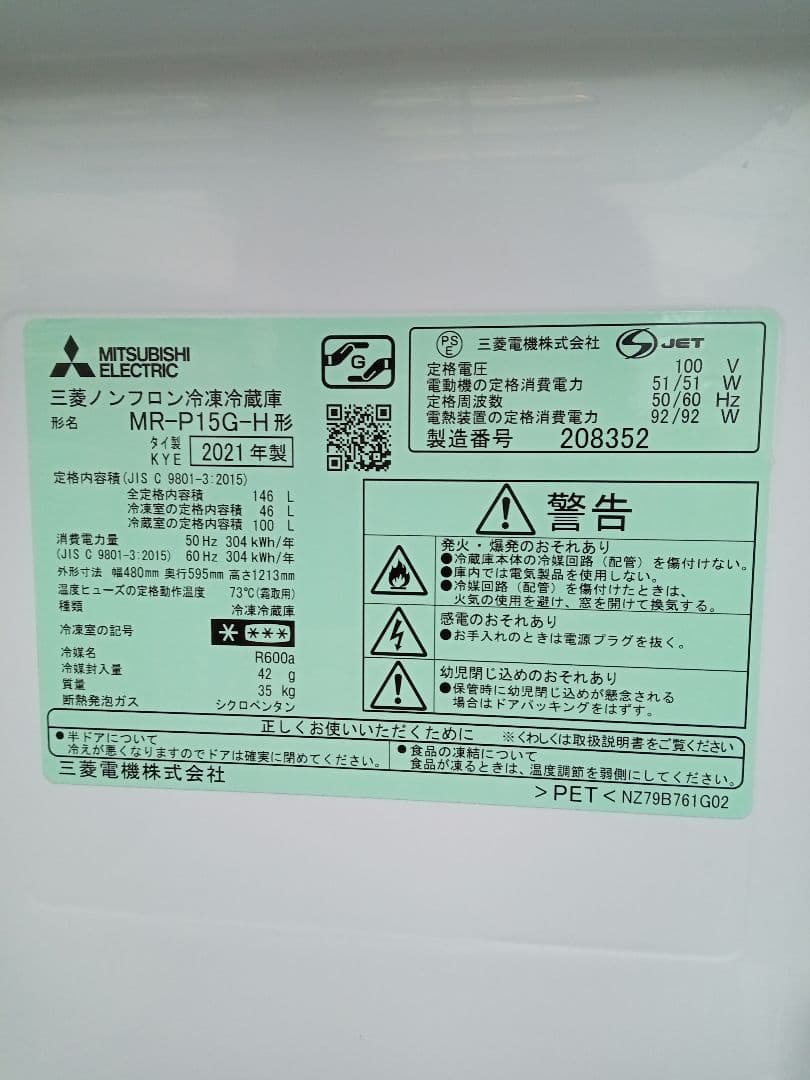 MITSUBISHI
ELECTRIC
三菱ノンフロン冷凍冷蔵庫
形名 MR-P15G-H形
タイ製
KYE 2021年製
定格内容積(JIS C 9801-3:2015)
全定格内容積 146 L
冷凍室の定格内容積 46 L
冷蔵室の定格内容積 100 L
消費電力量 50Hz 304kWh/年
(JIS C 9801-3:2015) 60Hz 304kWh/年
外形寸法 幅480mm 奥行595mm 高さ1213mm
温度ヒューズの定格動作温度 73℃(霜取用)
種類 冷凍冷蔵庫
冷凍室の記号 * ***
冷媒名 R600a
冷媒封入量 42 g
質量 35 kg
断熱発泡ガス シクロペンタン
G
PS
E 三菱電機株式会社 S JET
定格電圧 100 V
電動機の定格消費電力 51/51 W
定格周波数 50/60 Hz
電熱装置の定格消費電力 92/92 W
製造番号 208352
警告
発火・爆発のおそれあり
●冷蔵庫本体の冷媒回路(配管)を傷付けない。
●庫内では電気製品を使用しない。
●冷媒回路(配管)を傷付けたときは、
火気の使用を避け、窓を開けて換気する。
感電のおそれあり
●お手入れのときは電源プラグを抜く。
幼児閉じ込めのおそれあり
●保管時に幼児閉じ込めが懸念される
場合はドアパッキングをはずす。
正しくお使いいただくために ※くわしくは取扱説明書をご覧ください
●半ドアについて
冷えが悪くなりますのでドアは確実に閉めてください。
●食品の凍結について
食品が凍るときは、温度調節を弱側にしてください。
三菱電機株式会社
>PET< NZ79B761G02